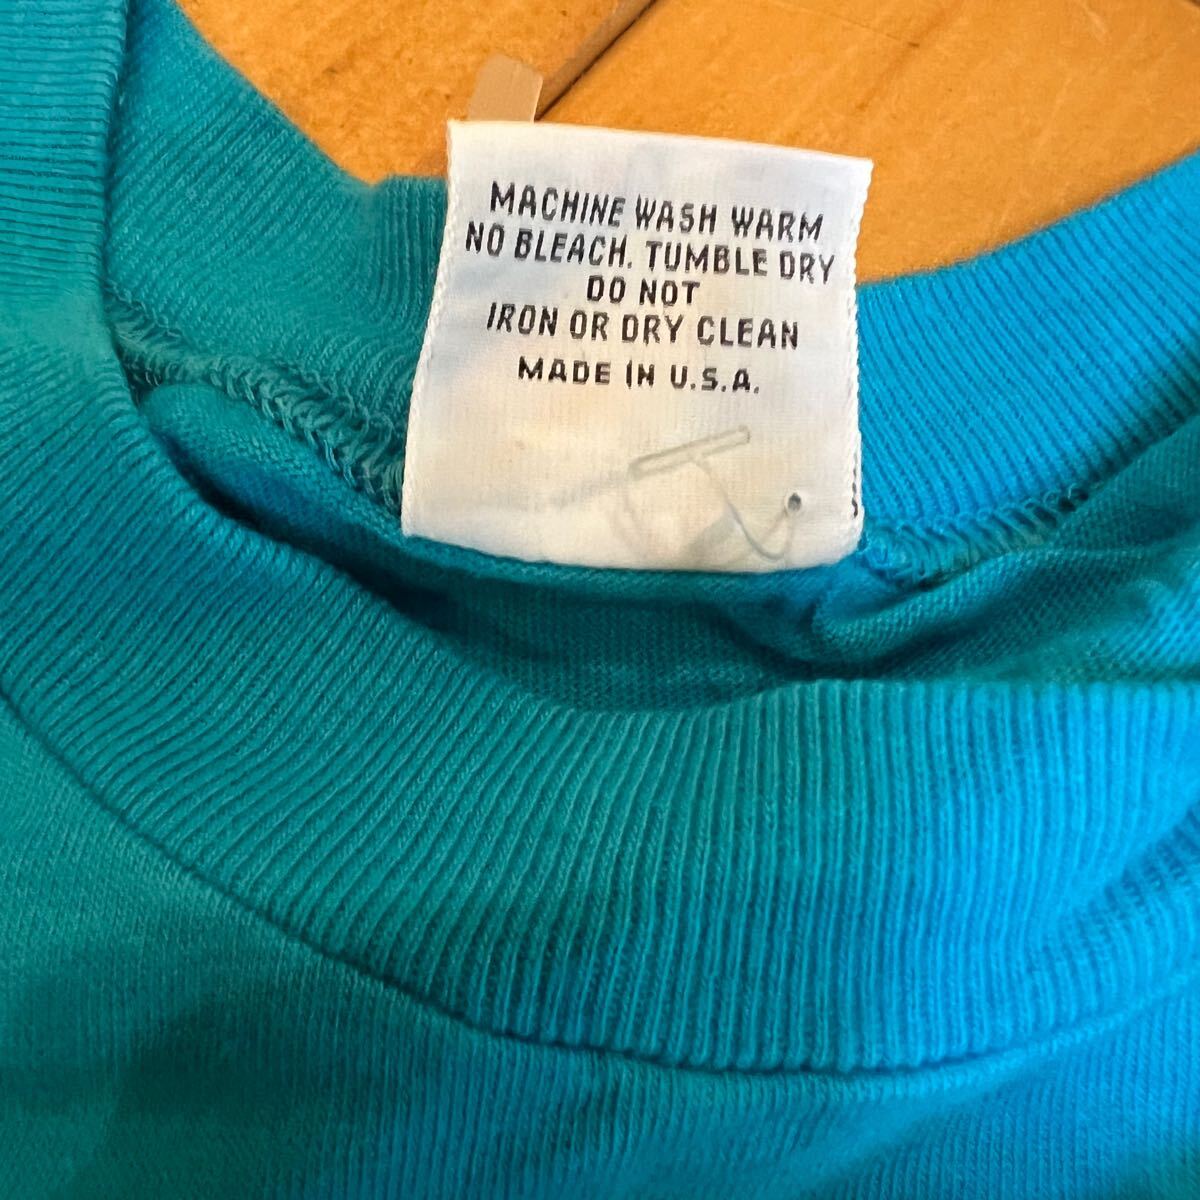 MACHINE WASH WARM
NO BLEACH. TUMBLE DRY
DO NOT
IRON OR DRY CLEAN
MADE IN U.S.A.